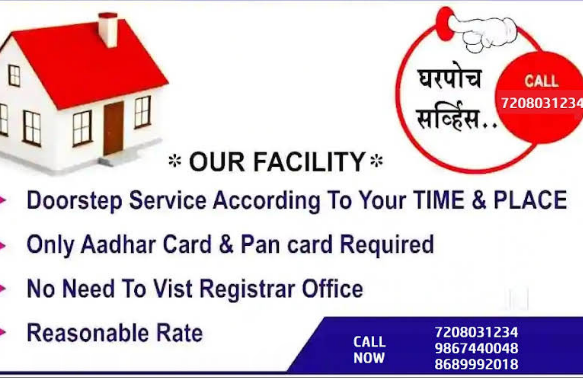 घरपोच
सर्व्हिस..
CALL
7208031234
* OUR FACILITY *
Doorstep Service According To Your TIME & PLACE
Only Aadhar Card & Pan card Required
No Need To Vist Registrar Office
Reasonable Rate
CALL
NOW
7208031234
9867440048
8689992018